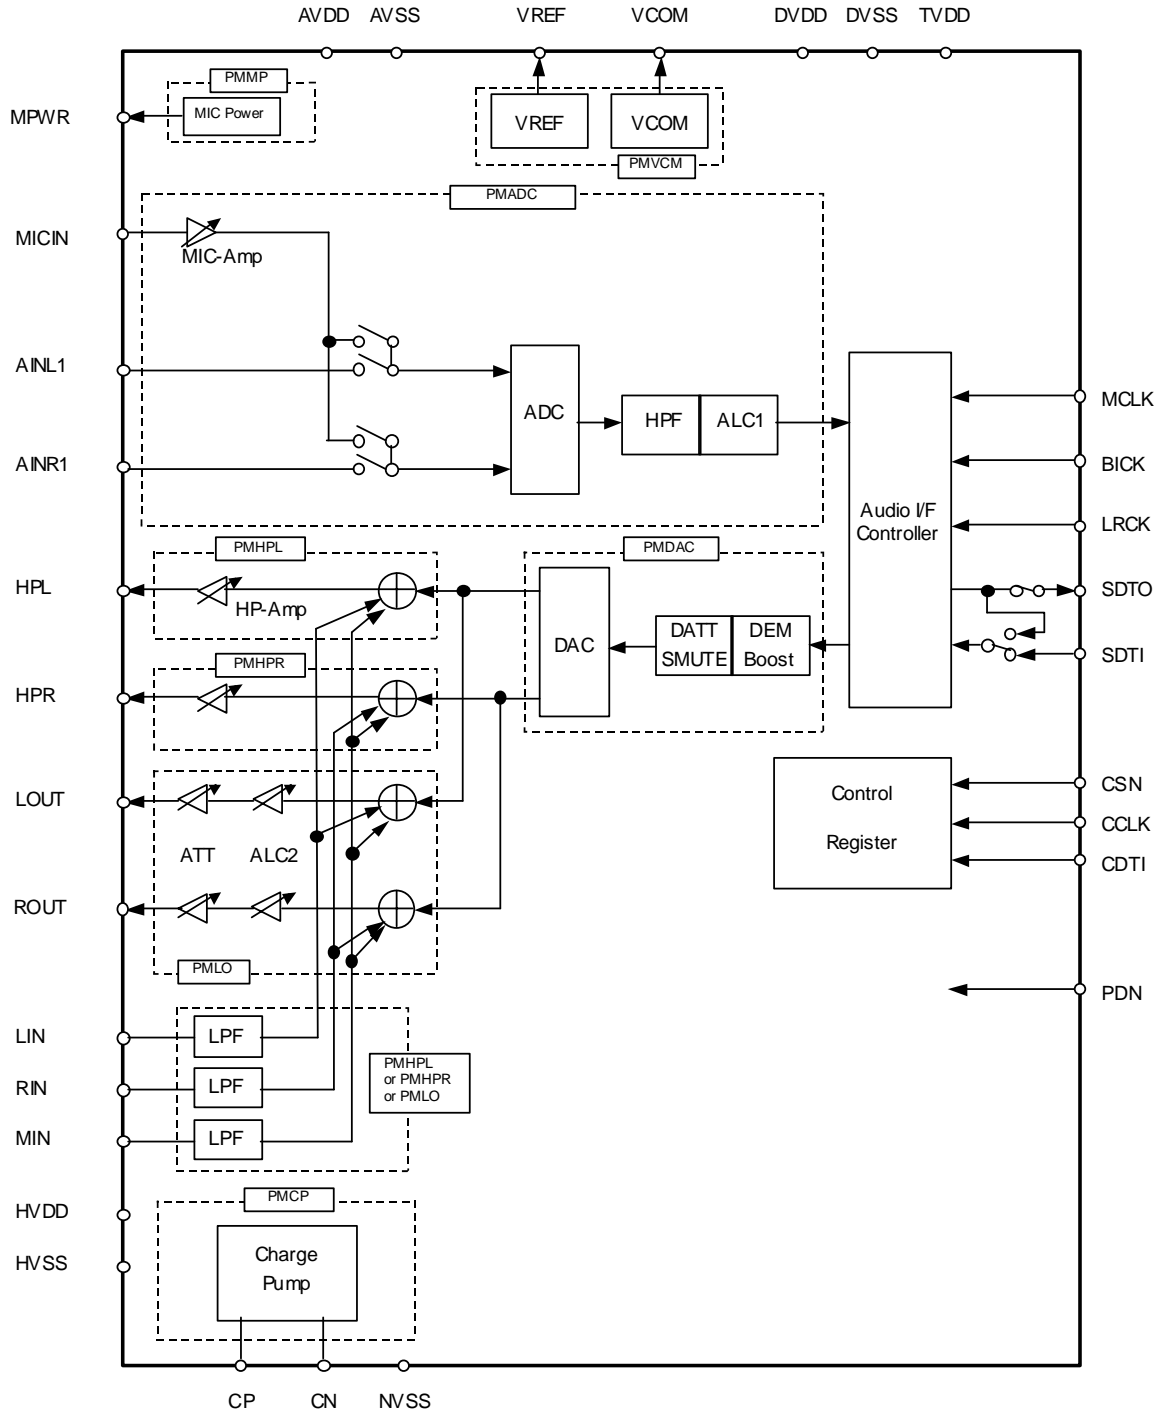 AVDD AVSS VREF VCOM DVDD DVSS TVDD
PMMP
MPWR
MIC Power
VREF
VCOM
PMVCM
PMADC
MICIN
MIC-Amp
AINL1
ADC
HPF
ALC1
MCLK
AINR1
BICK
Audio I/F
Controller
LRCK
PMHPL
PMDAC
HPL
HP-Amp
SDTO
DAC
DATT
SMUTE
DEM
Boost
SDTI
PMHPR
HPR
LOUT
ATT
ALC2
Control
Register
CSN
CCLK
CDTI
ROUT
PMLO
PDN
LIN
LPF
PMHPL
or PMHPR
or PMLO
RIN
LPF
MIN
LPF
PMCP
HVDD
HVSS
Charge
Pump
CP CN NVSS